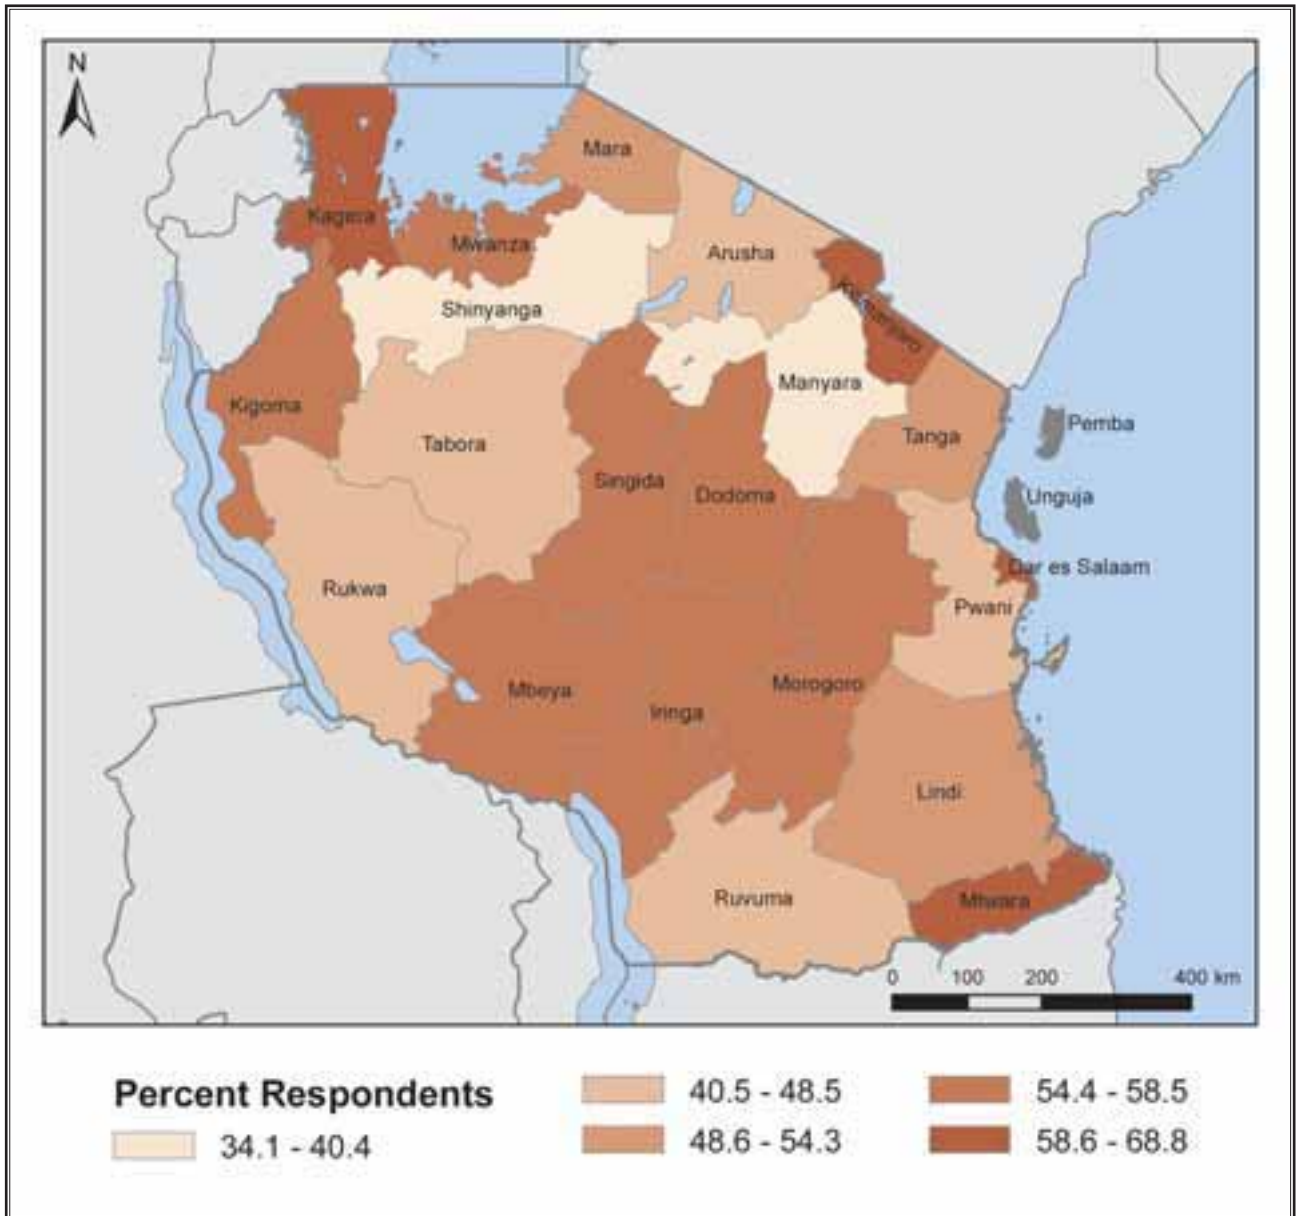 N
Mara
Kagera
Mwanza
Arusha
Shinyanga
Kilimanjaro
Manyara
Kigoma
Pemba
Tabora
Tanga
Singida
Dodoma
Unguja
Dar es Salaam
Rukwa
Pwani
Mbeya
Morogoro
Iringa
Lindi
Ruvuma
Mtwara
0 100 200 400 km
Percent Respondents
34.1 - 40.4
40.5 - 48.5
48.6 - 54.3
54.4 - 58.5
58.6 - 68.8